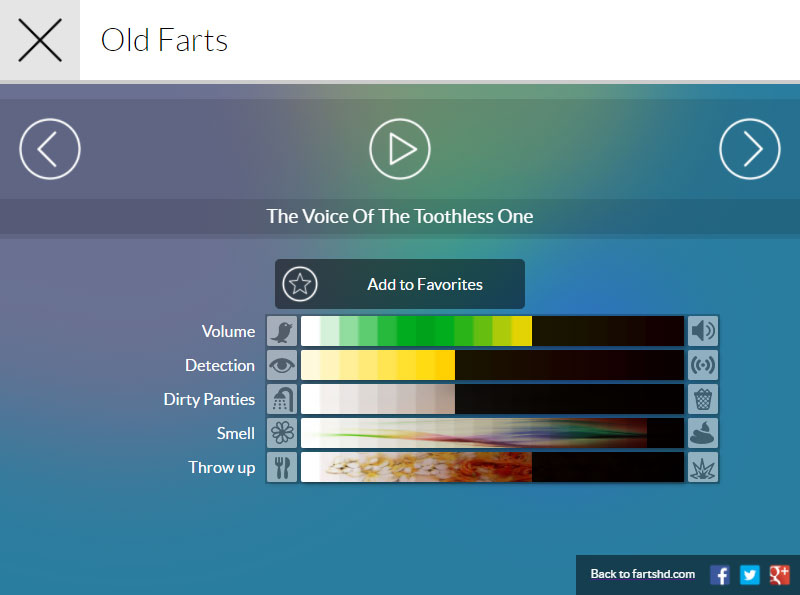 Old Farts
The Voice Of The Toothless One
Add to Favorites
Volume
Detection
Dirty Panties
Smell
Throw up
Back to fartshd.com